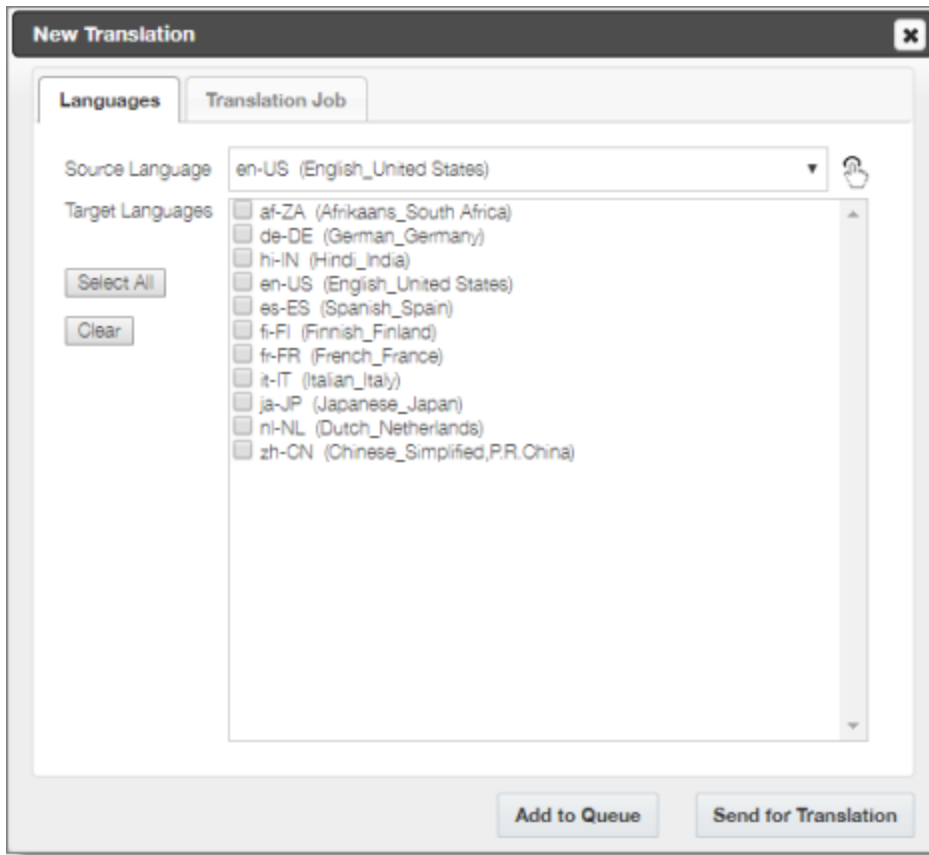 New Translation
Languages
Translation Job
Source Language
en-US (English_United States)
Target Languages
af-ZA (Afrikaans_South Africa)
de-DE (German_Germany)
hi-IN (Hindi_India)
Select All
en-US (English_United States)
es-ES (Spanish_Spain)
Clear
fi-FI (Finnish_Finland)
fr-FR (French_France)
it-IT (Italian_Italy)
ja-JP (Japanese_Japan)
nl-NL (Dutch_Netherlands)
zh-CN (Chinese_Simplified,P.R.China)
Add to Queue
Send for Translation